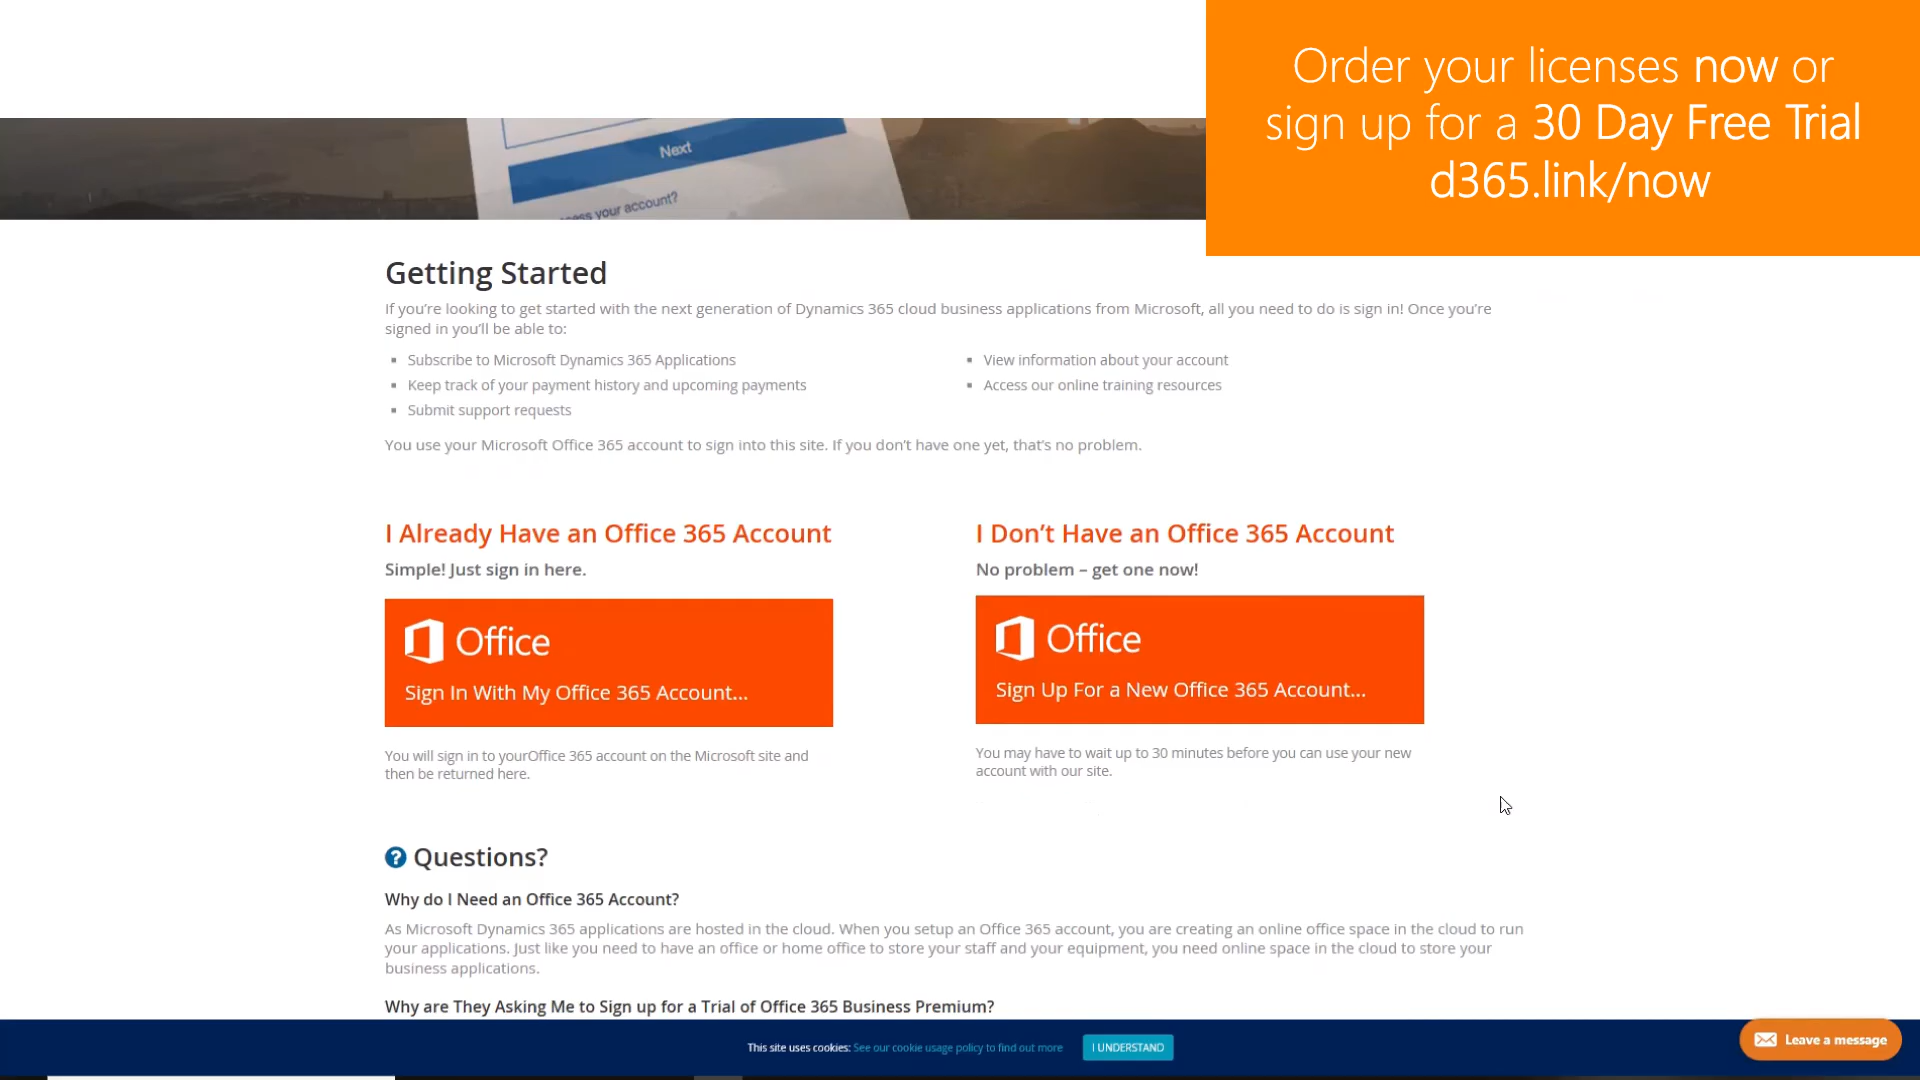 Order your licenses now or
sign up for a 30 Day Free Trial
d365.link/now
Next
ess your account?
Getting Started
If you’re looking to get started with the next generation of Dynamics 365 cloud business applications from Microsoft, all you need to do is sign in! Once you’re
signed in you’ll be able to:
Subscribe to Microsoft Dynamics 365 Applications
Keep track of your payment history and upcoming payments
Submit support requests
View information about your account
Access our online training resources
You use your Microsoft Office 365 account to sign into this site. If you don’t have one yet, that’s no problem.
I Already Have an Office 365 Account
Simple! Just sign in here.
Office
Sign In With My Office 365 Account...
You will sign in to yourOffice 365 account on the Microsoft site and
then be returned here.
I Don’t Have an Office 365 Account
No problem – get one now!
Office
Sign Up For a New Office 365 Account...
You may have to wait up to 30 minutes before you can use your new
account with our site.
? Questions?
Why do I Need an Office 365 Account?
As Microsoft Dynamics 365 applications are hosted in the cloud. When you setup an Office 365 account, you are creating an online office space in the cloud to run
your applications. Just like you need to have an office or home office to store your staff and your equipment, you need online space in the cloud to store your
business applications.
Why are They Asking Me to Sign up for a Trial of Office 365 Business Premium?
This site uses cookies: See our cookie usage policy to find out more
I UNDERSTAND
Leave a message